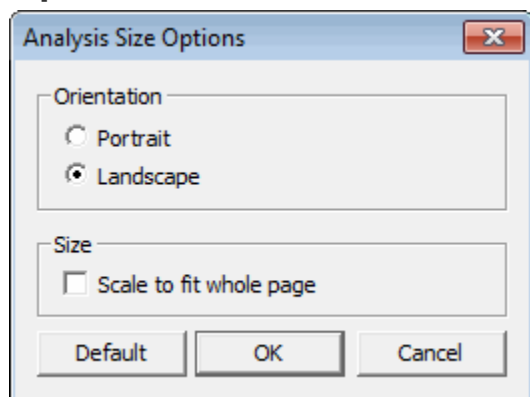 Analysis Size Options
Orientation
Portrait
Landscape
Size
Scale to fit whole page
Default OK Cancel